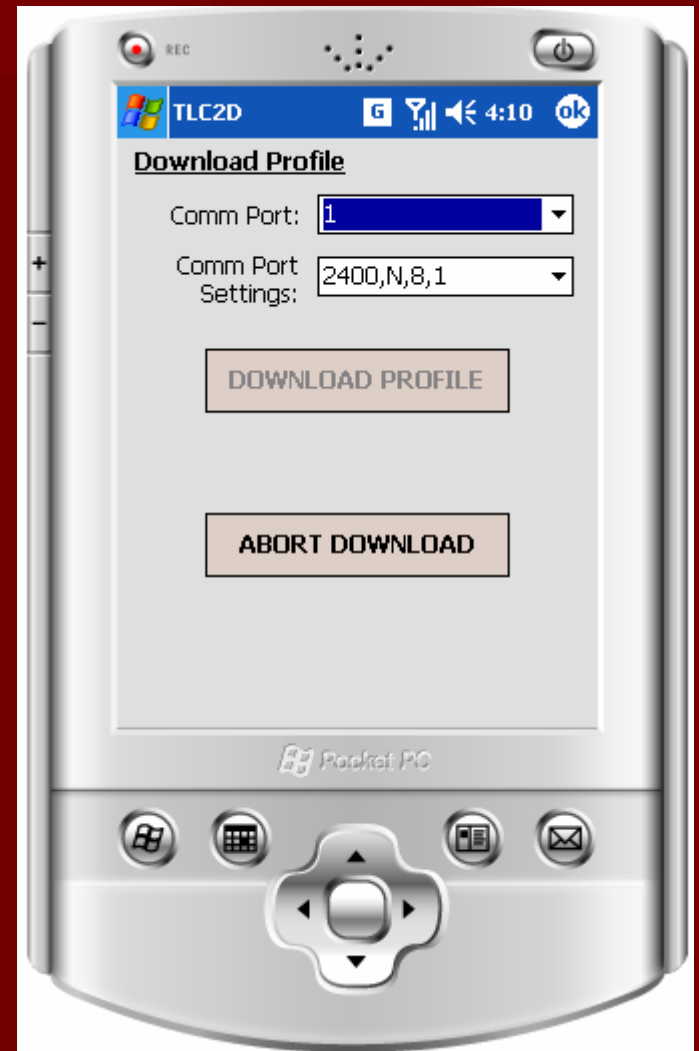 REC
TLC2D G 4:10 ok
Download Profile
Comm Port: 1
Comm Port
Settings: 2400,N,8,1
DOWNLOAD PROFILE
ABORT DOWNLOAD
Pocket PC
+
-